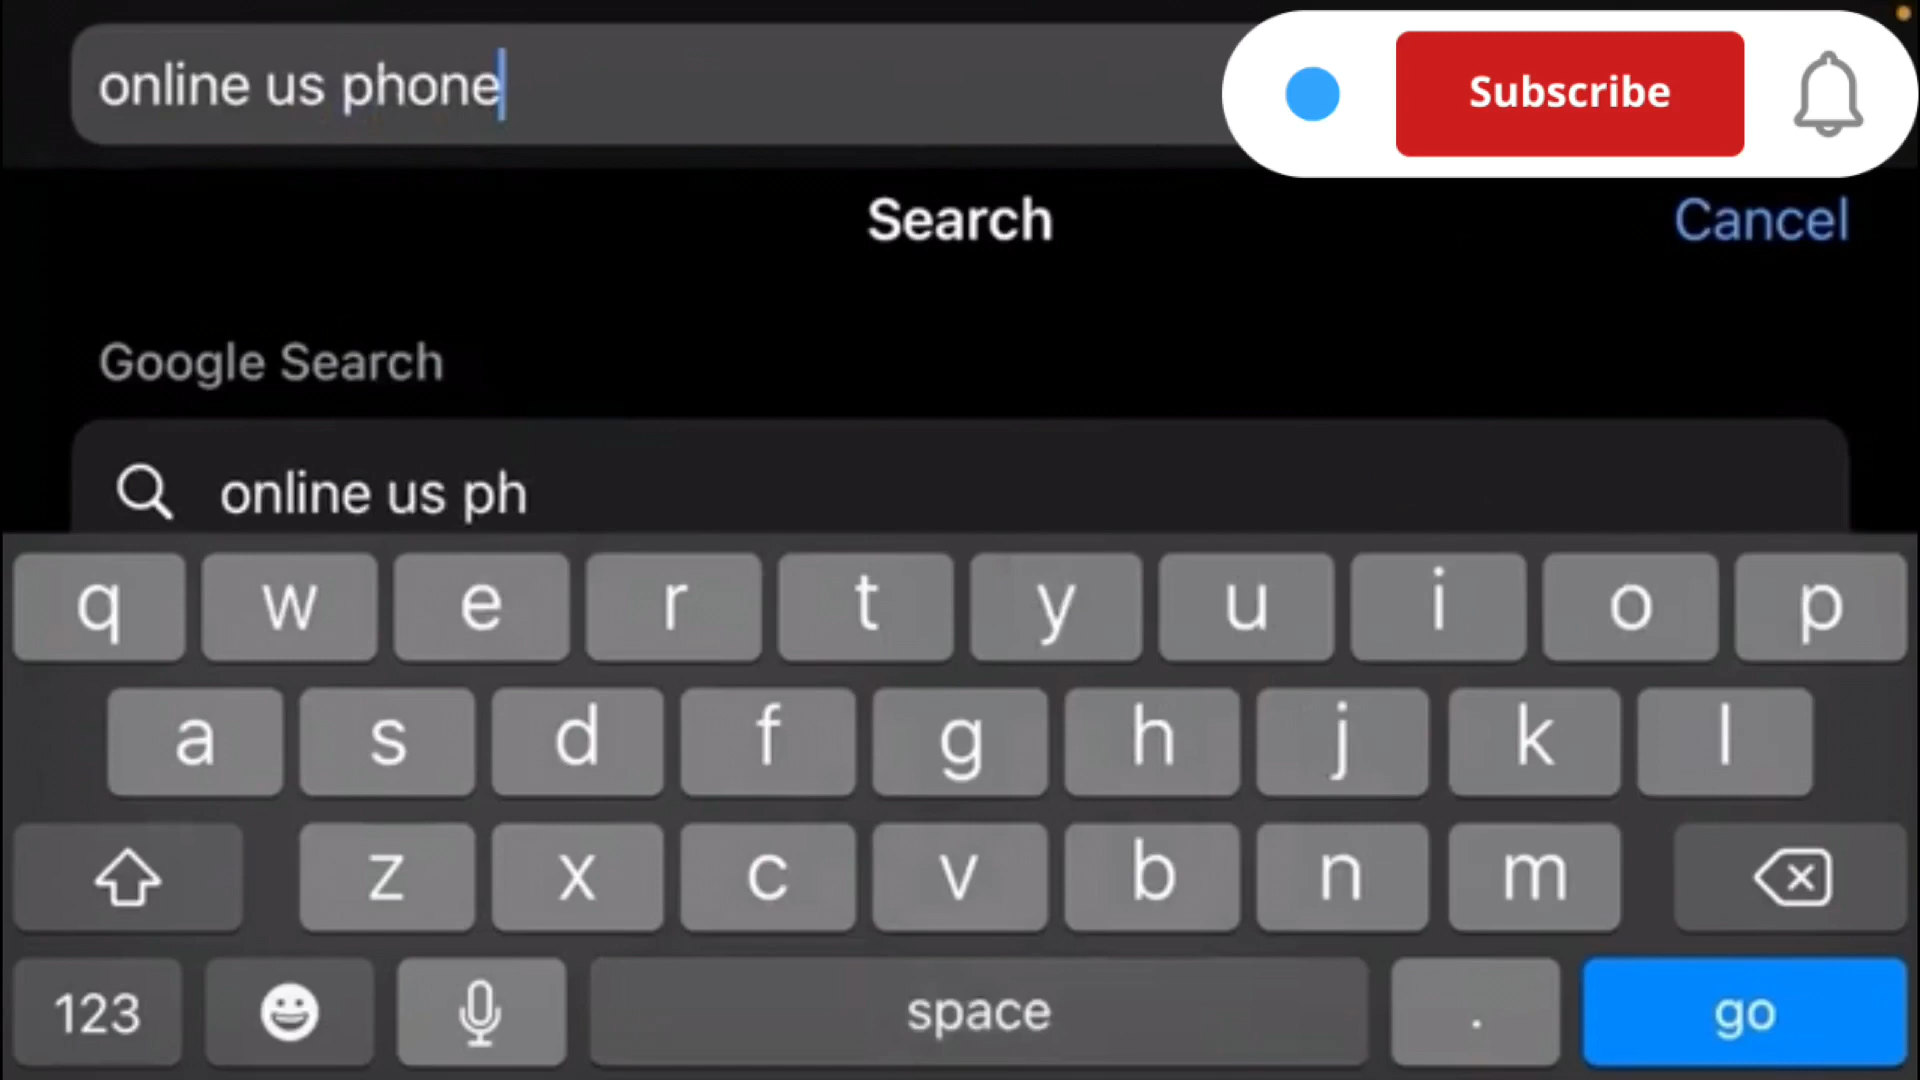 online us phone
Subscribe
Search
Cancel
Google Search
online us ph
q w e r t y u i o p
a s d f g h j k l
z x c v b n m
123 space . go